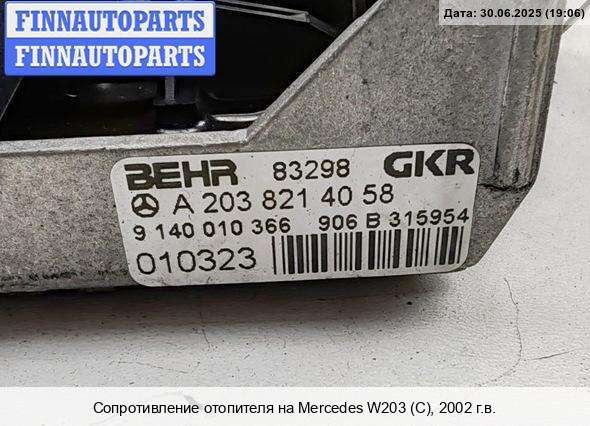 FINNAUTOPARTS
FINNAUTOPARTS
FINNAUTOPARTS
Дата: 30.06.2025 (19:06)
BEHR 83298 GKR
A 203 821 40 58
9 140 010 366 906 B 315954
010323
Сопротивление отопителя на Mercedes W203 (C), 2002 г.в.